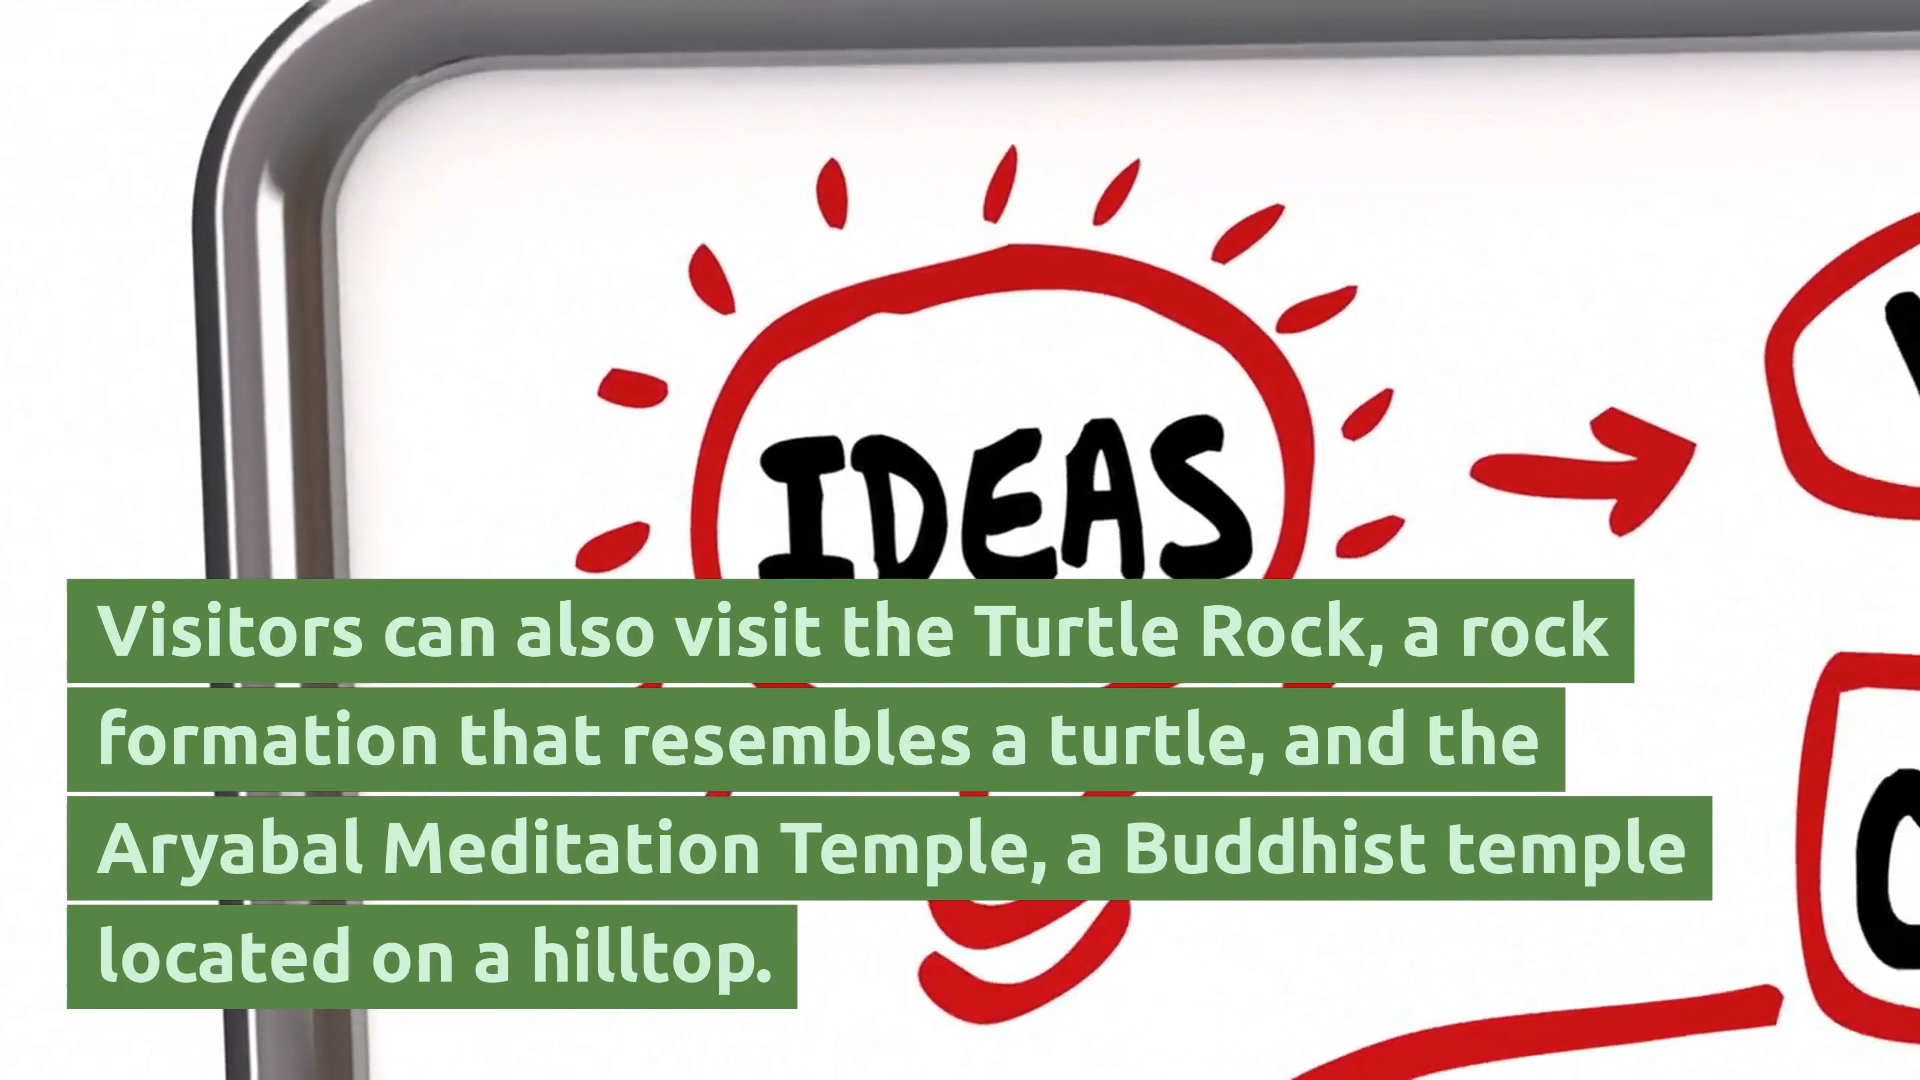 IDEAS
Visitors can also visit the Turtle Rock, a rock
formation that resembles a turtle, and the
Aryabal Meditation Temple, a Buddhist temple
located on a hilltop.